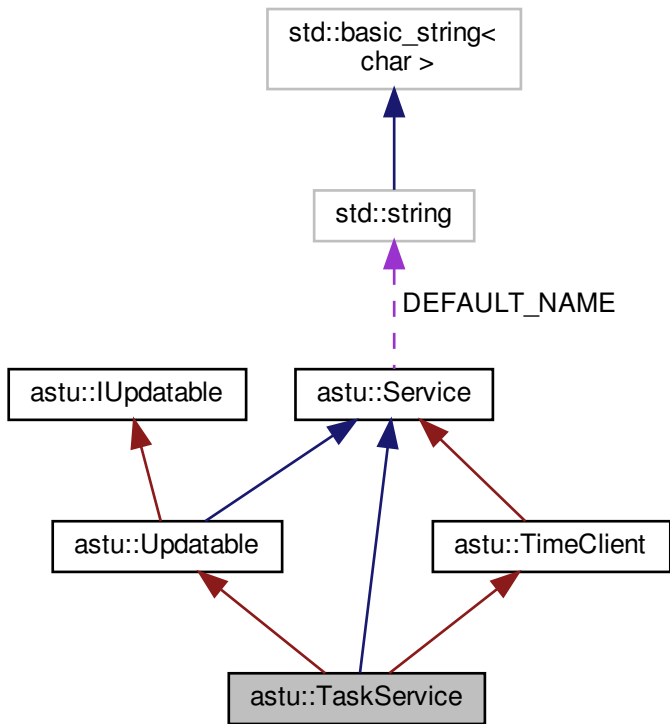 std::basic_string<
char >
std::string
DEFAULT_NAME
astu::IUpdatable
astu::Service
astu::Updatable
astu::TimeClient
astu::TaskService